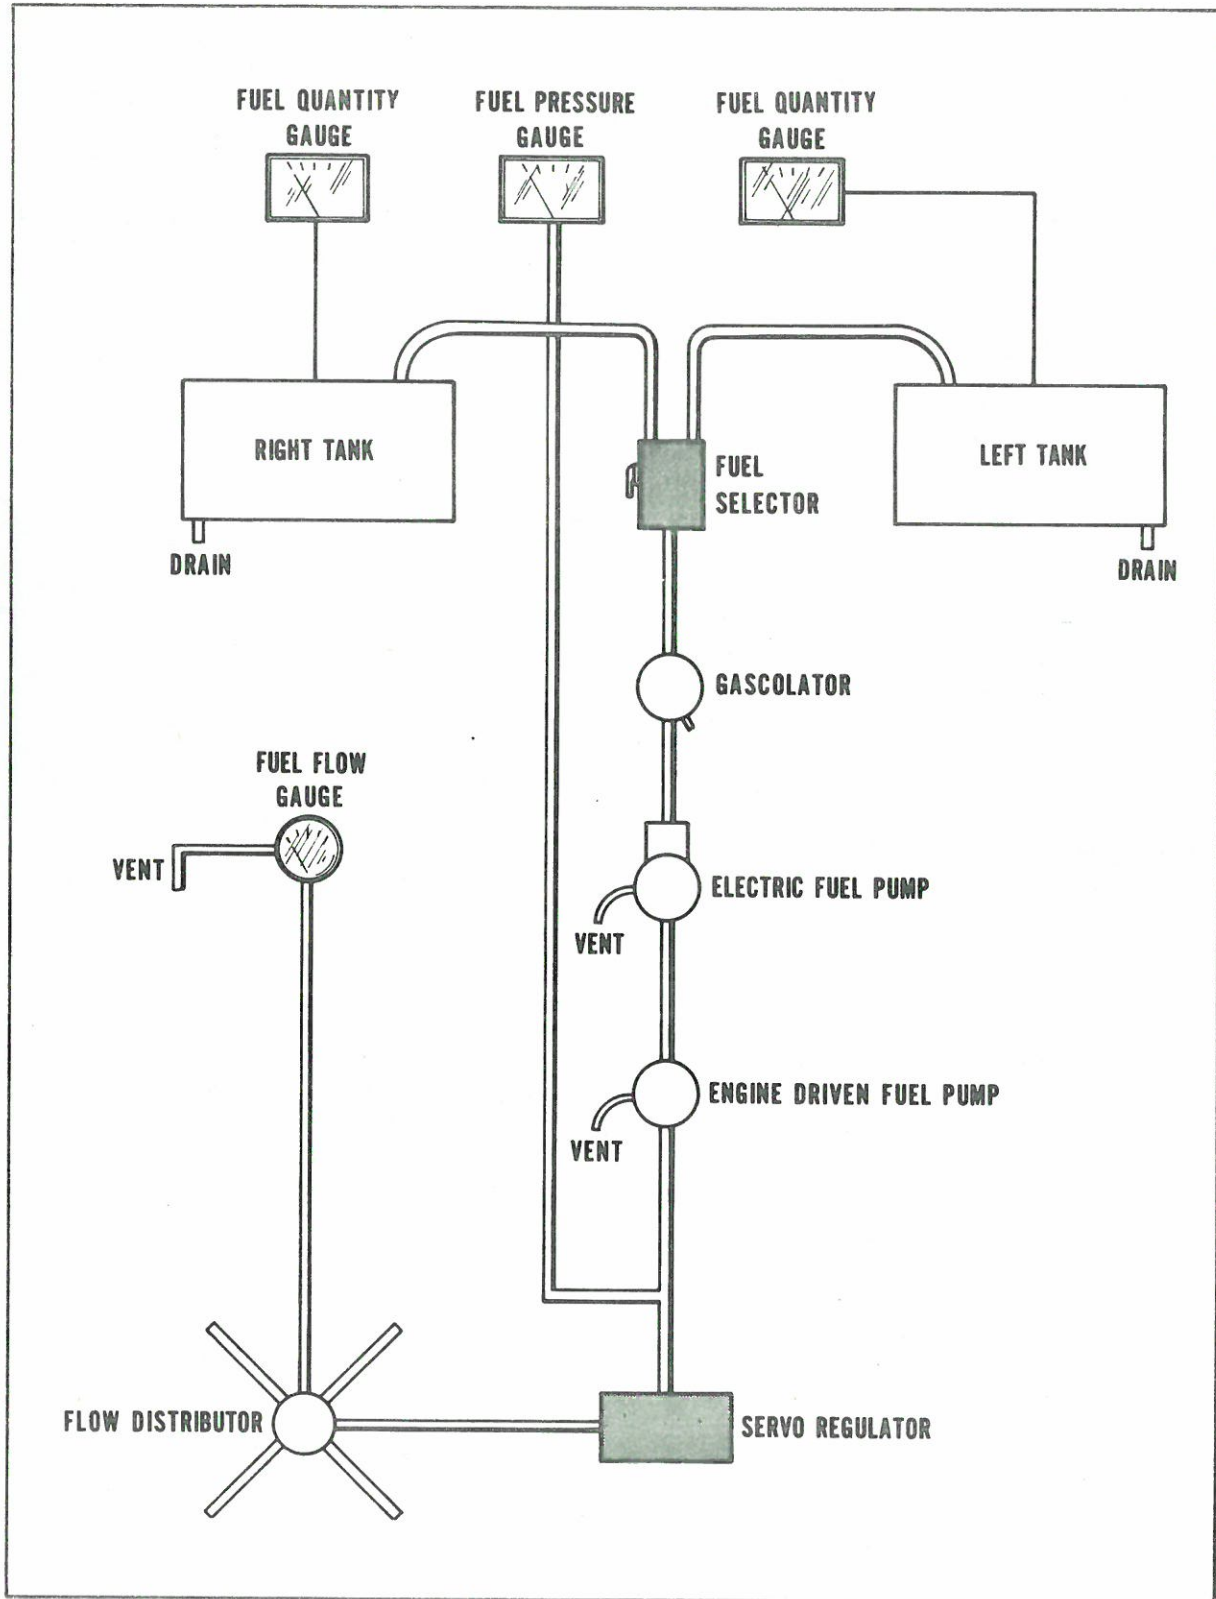 FUEL QUANTITY
GAUGE
FUEL PRESSURE
GAUGE
FUEL QUANTITY
GAUGE
RIGHT TANK
FUEL
SELECTOR
LEFT TANK
DRAIN
DRAIN
GASCOLATOR
FUEL FLOW
GAUGE
VENT
ELECTRIC FUEL PUMP
VENT
ENGINE DRIVEN FUEL PUMP
VENT
FLOW DISTRIBUTOR
SERVO REGULATOR